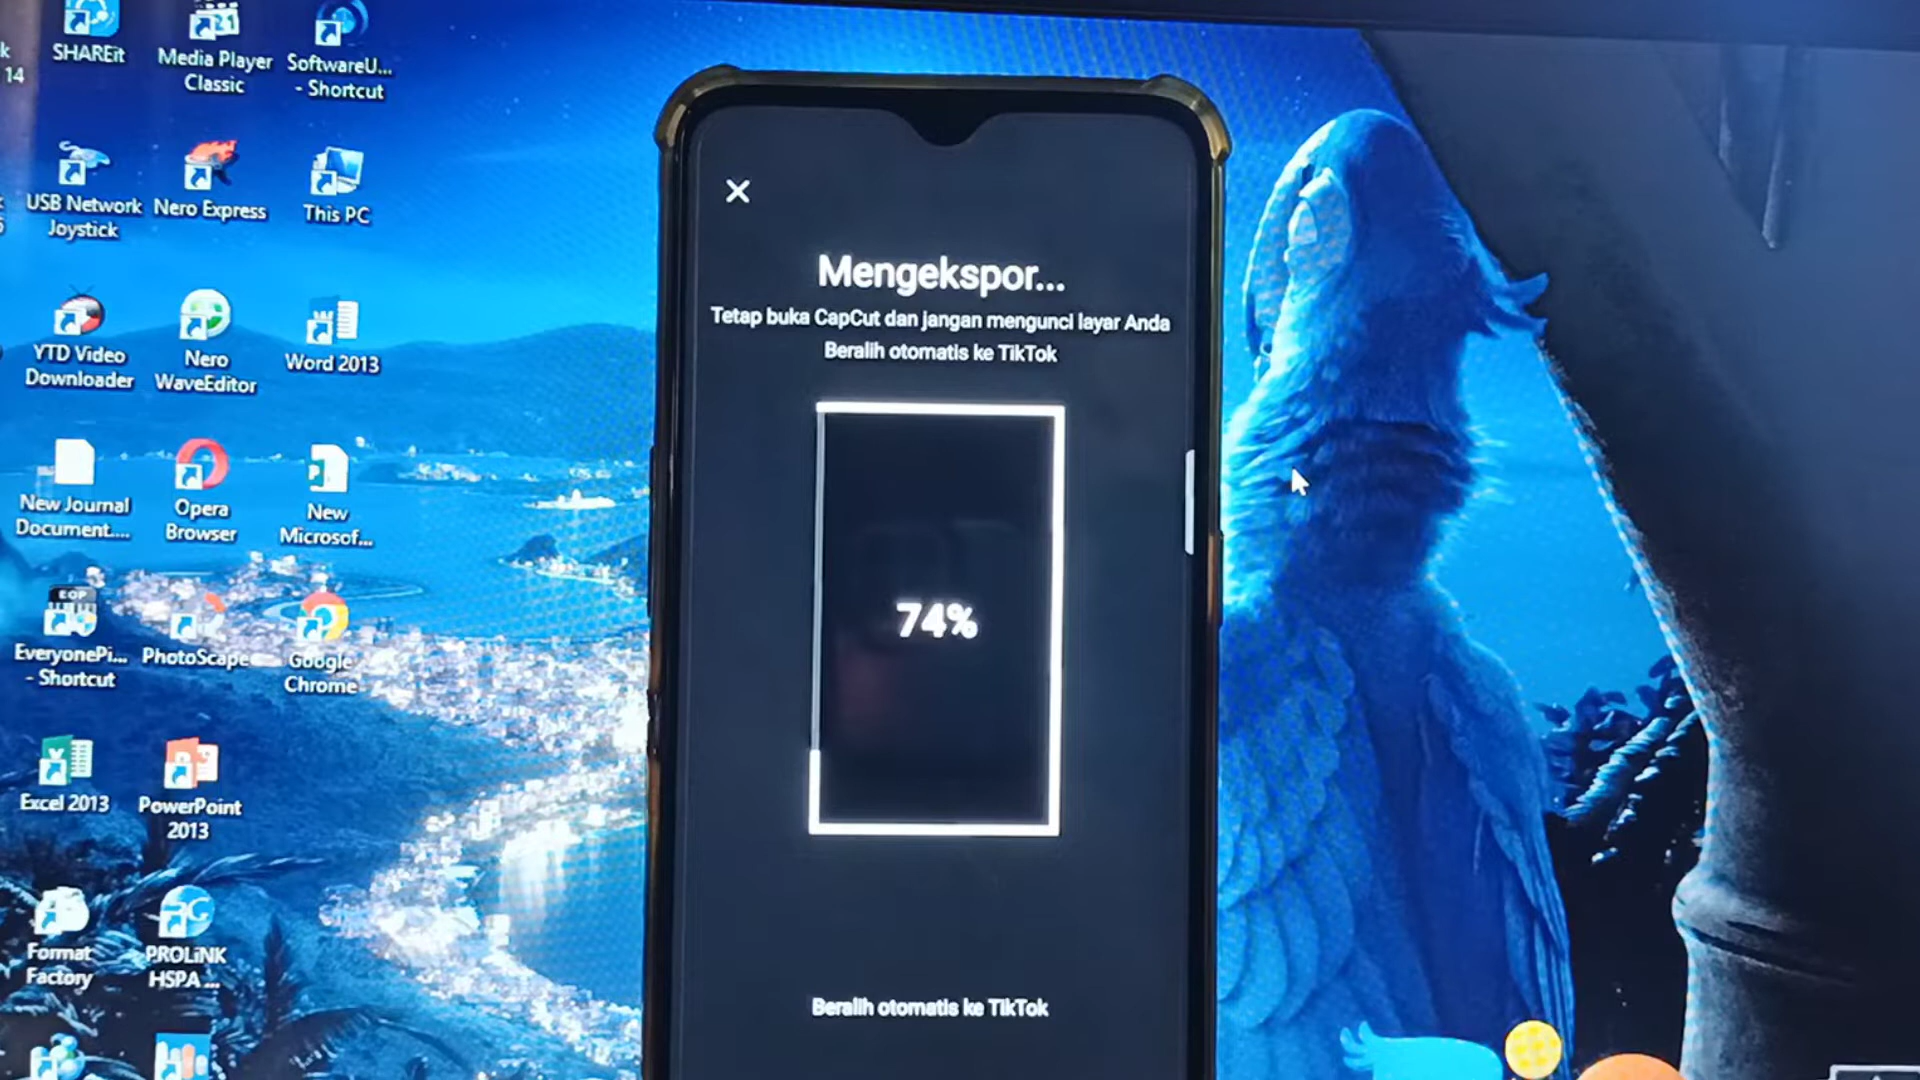 k
14
SHAREit
Media Player
Classic
SoftwareU...
- Shortcut
USB Network
Joystick
Nero Express
This PC
YTD Video
Downloader
Nero
WaveEditor
Word 2013
New Journal
Document....
Opera
Browser
New
Microsof...
EOP
EveryonePi...
- Shortcut
PhotoScape
Google
Chrome
Excel 2013
PowerPoint
2013
Format
Factory
PROLiNK
HSPA ...
Mengekspor...
Tetap buka CapCut dan jangan mengunci layar Anda
Beralih otomatis ke TikTok
74%
Beralih otomatis ke TikTok